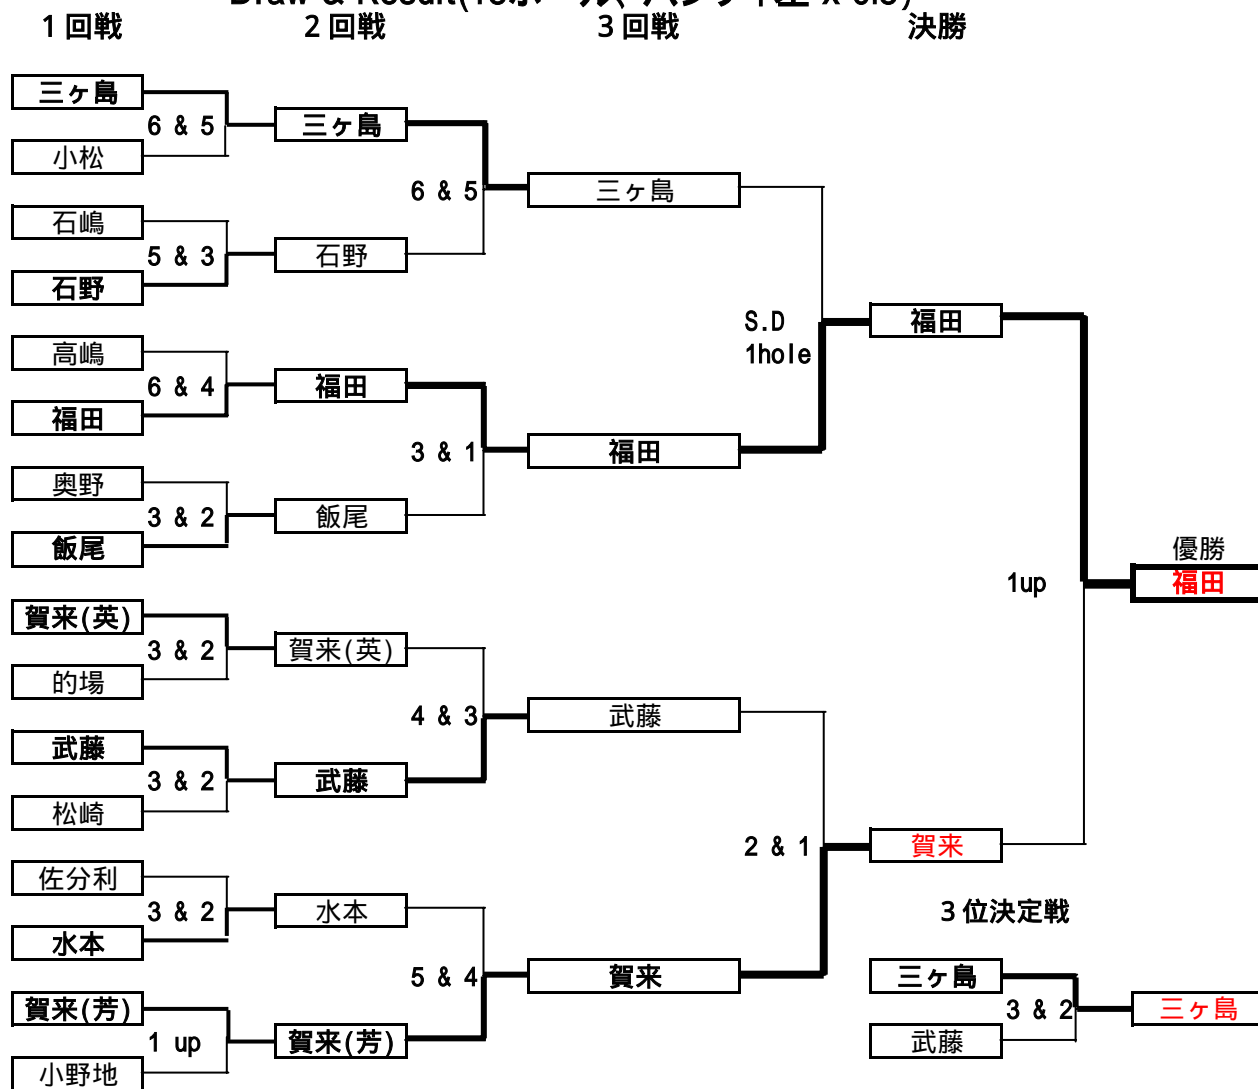 1回戦 2回戦 3回戦 決勝
三ヶ島
6 & 5
小松
石嶋
5 & 3
石野
高嶋
6 & 4
福田
奥野
3 & 2
飯尾
賀来(英)
3 & 2
的場
武藤
3 & 2
松崎
佐分利
3 & 2
水本
賀来(芳)
1 up
小野地
三ヶ島
6 & 5
石野
福田
3 & 1
飯尾
賀来(英)
4 & 3
武藤
水本
5 & 4
賀来(芳)
三ヶ島
S.D
1hole
福田
武藤
2 & 1
賀来
福田
1up
賀来
優勝
福田
3位決定戦
三ヶ島
3 & 2
武藤
三ヶ島